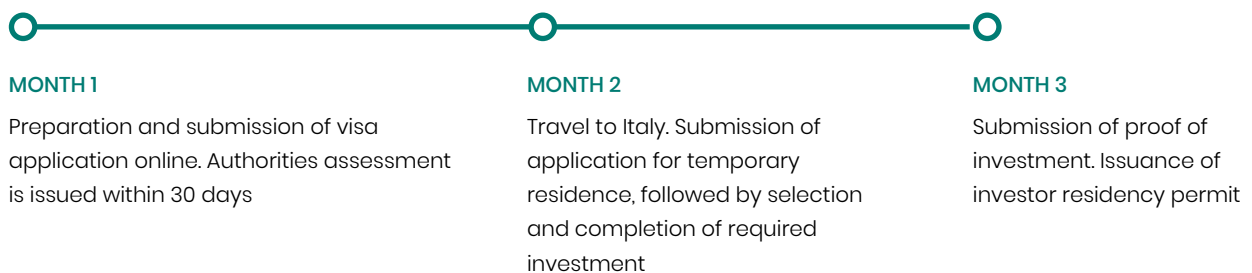 MONTH 1
Preparation and submission of visa
application online. Authorities assessment
is issued within 30 days
MONTH 2
Travel to Italy. Submission of
application for temporary
residence, followed by selection
and completion of required
investment
MONTH 3
Submission of proof of
investment. Issuance of
investor residency permit